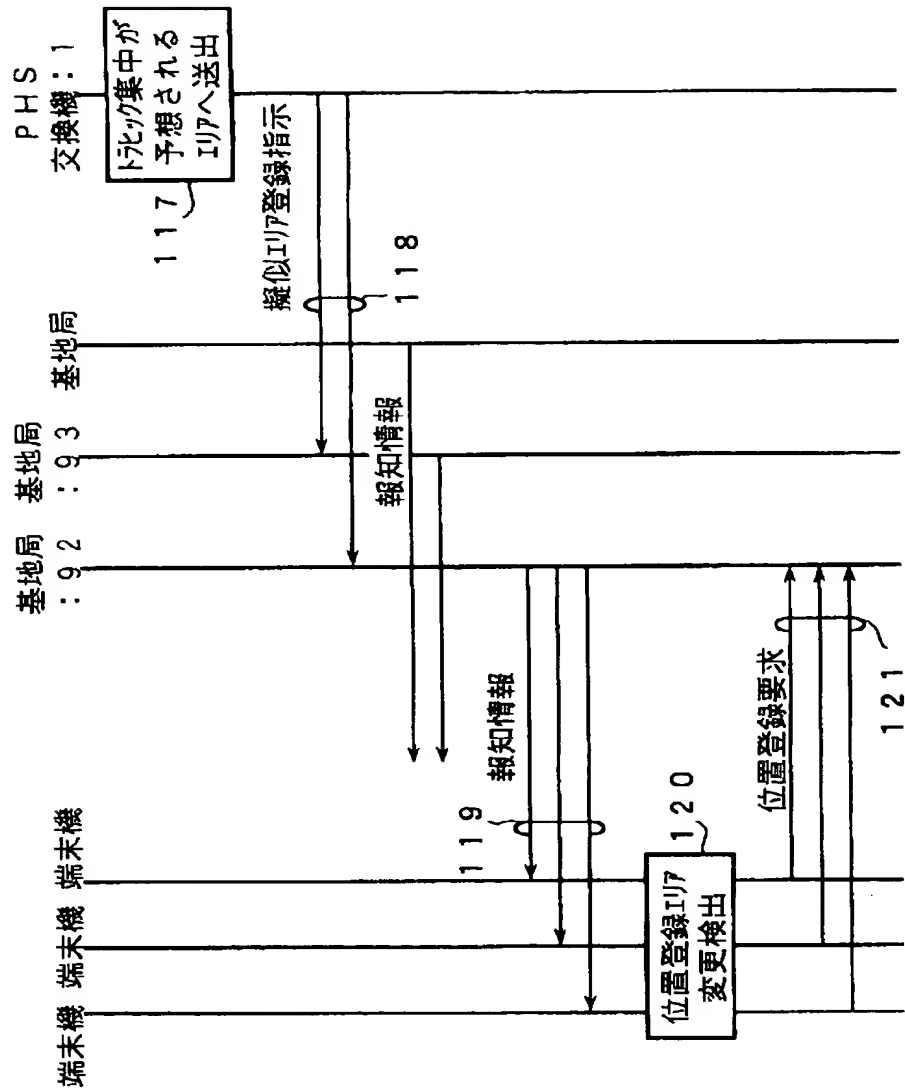 端末機
端末機
端末機
基地局
：９２
基地局
：９３
基地局
ＰＨＳ
交換機：１
トラヒック集中が
予想される
エリアへ送出
１１７
擬似エリア登録指示
１１８
報知情報
報知情報
１１９
位置登録エリア
変更検出
１２０
位置登録要求
１２１